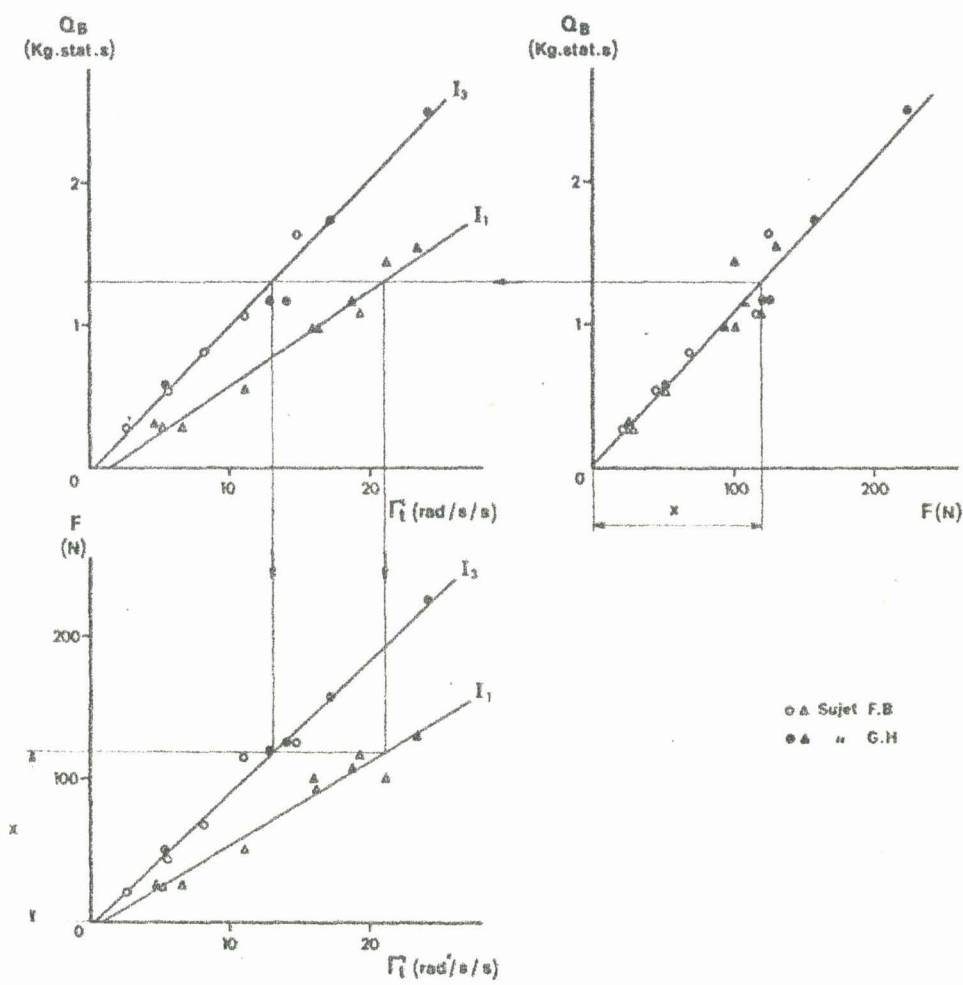 QB
(Kg.stat.s)
I3
2
I1
1
0
10
20
Γt (rad/s/s)
QB
(Kg.stat.s)
2
1
0
100
200
x
F(N)
F
(N)
I3
200
I1
100
x
10
20
Γt (rad/s/s)
○ △ Sujet F.B
● ▲ " G.H